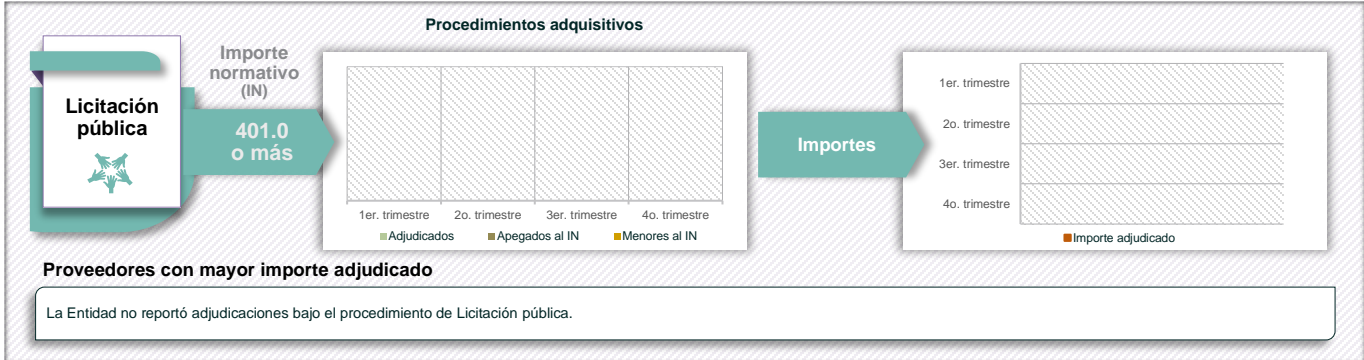 Procedimientos adquisitivos
Licitación
pública
Importe
normativo
(IN)
401.0
o más
1er. trimestre 2o. trimestre 3er. trimestre 4o. trimestre
Adjudicados Apegados al IN Menores al IN
Importes
1er. trimestre
2o. trimestre
3er. trimestre
4o. trimestre
Importe adjudicado
Proveedores con mayor importe adjudicado
La Entidad no reportó adjudicaciones bajo el procedimiento de Licitación pública.